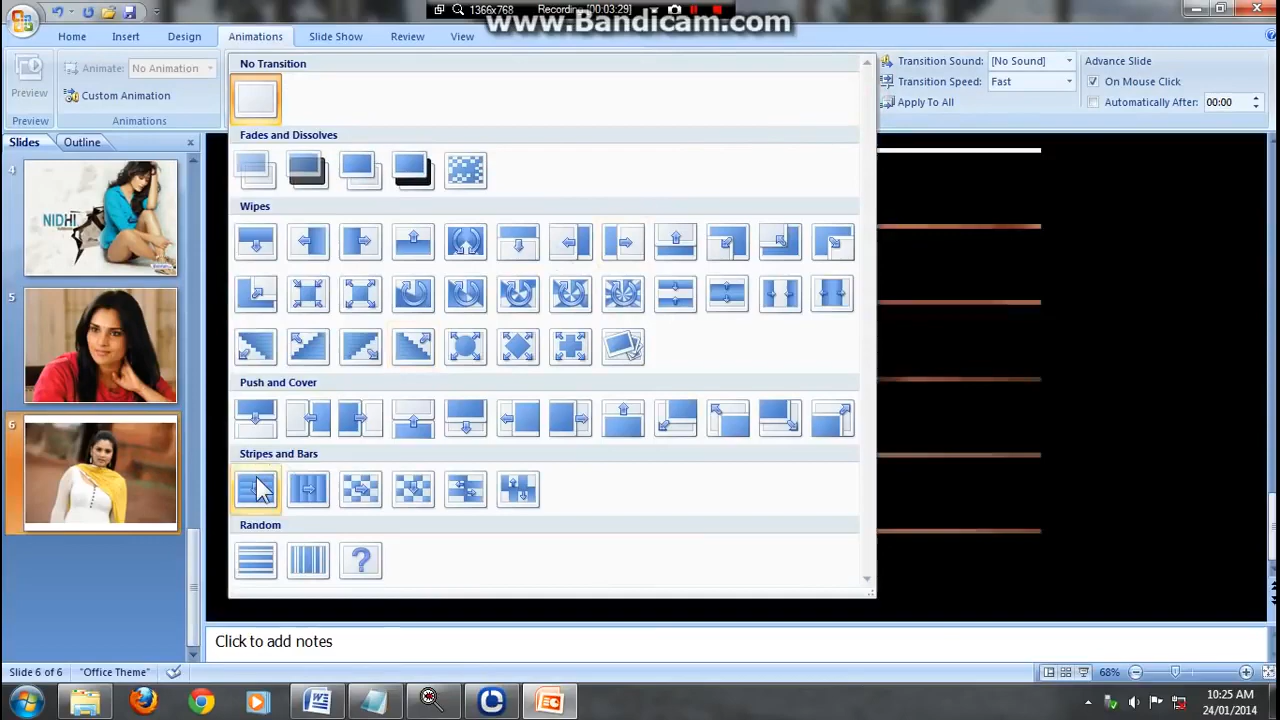 1366x768
Recording [00:03:29]
www.Bandicam.com
Home
Insert
Design
Animations
Slide Show
Review
View
Preview
Preview
Animate:
No Animation
Custom Animation
Animations
No Transition
Fades and Dissolves
Wipes
Push and Cover
Stripes and Bars
Random
Transition Sound:
[No Sound]
Transition Speed:
Fast
Apply To All
Advance Slide
On Mouse Click
Automatically After:
00:00
Slides
Outline
4
NIDHI
5
6
Click to add notes
Slide 6 of 6
"Office Theme"
68%
10:25 AM
24/01/2014